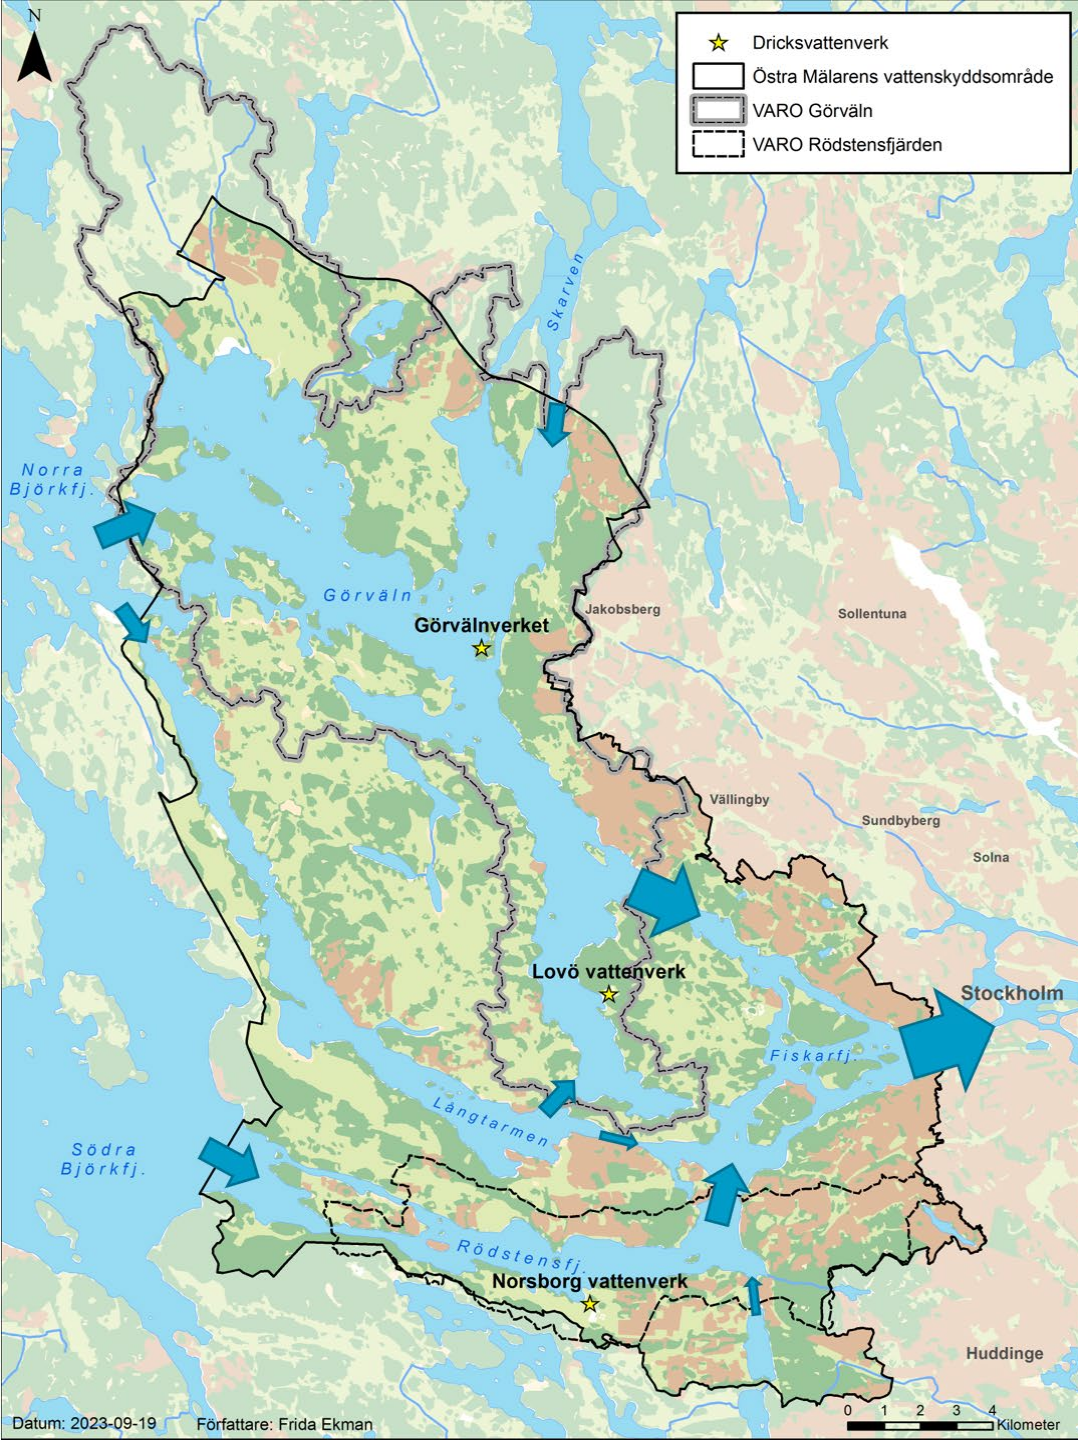 N
Dricksvattenverk
Östra Mälarens vattenskyddsområde
VARO Görväln
VARO Rödstensfjärden
Skarven
Norra
Björkfj.
Görväln
Jakobsberg
Sollentuna
Görvälnverket
Vällingby
Sundbyberg
Solna
Lovö vattenverk
Stockholm
Fiskarfj.
Långtarmen
Södra
Björkfj.
Rödstensfj.
Norsborg vattenverk
Huddinge
Datum: 2023-09-19 Författare: Frida Ekman
0 1 2 3 4
Kilometer